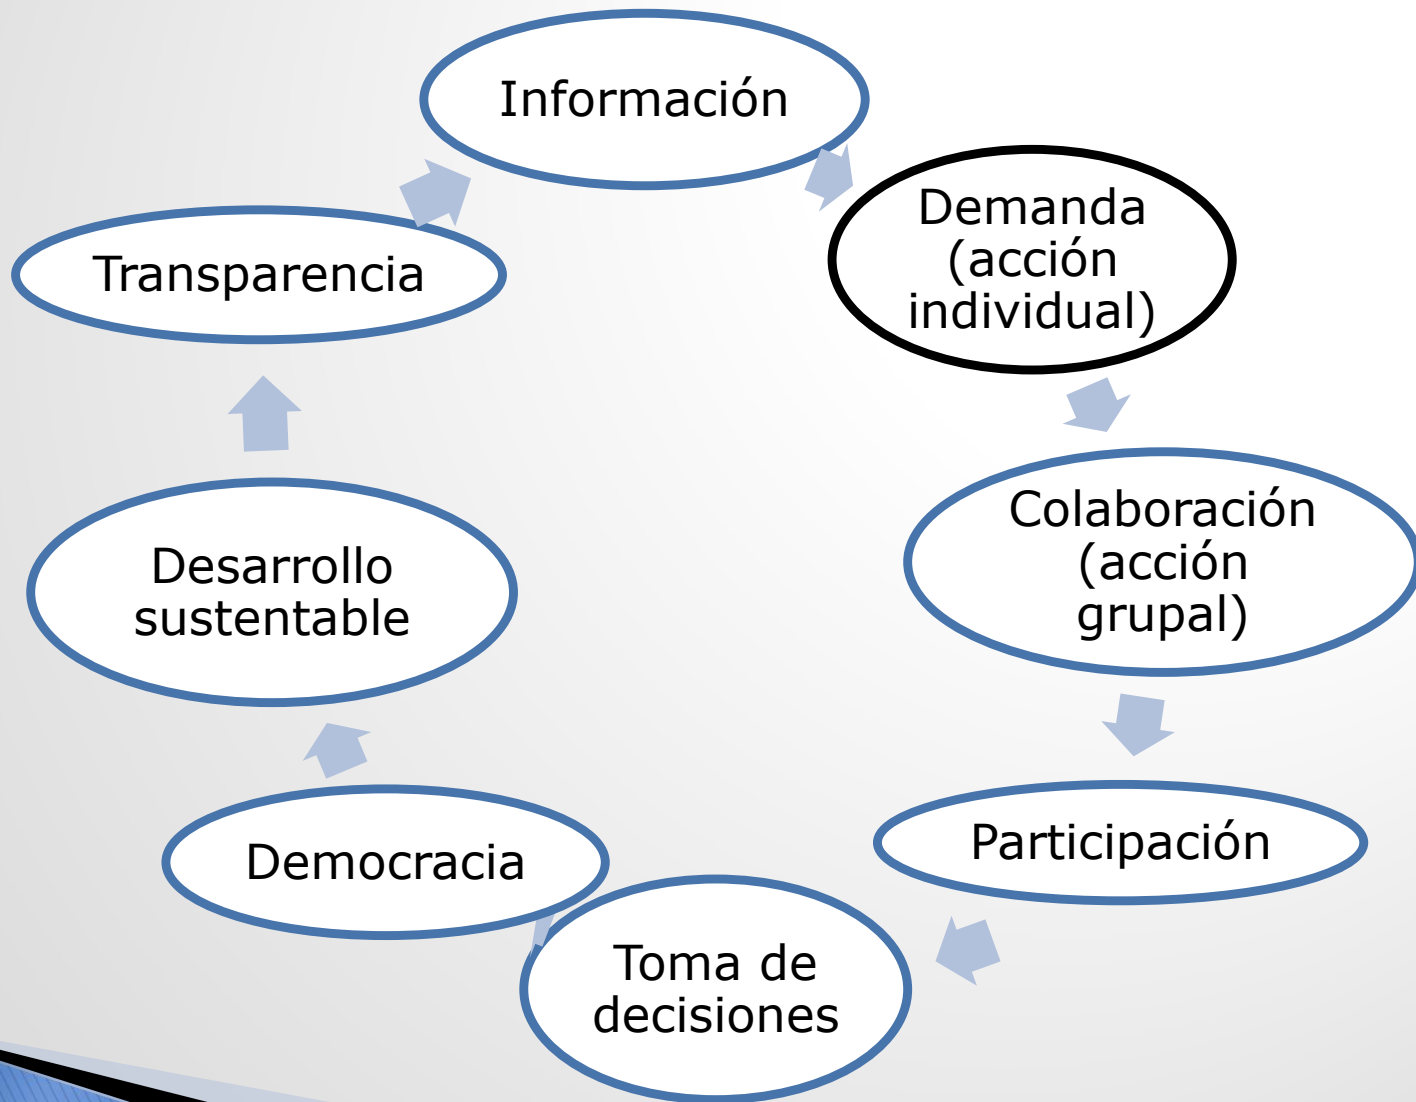 Información
Demanda
(acción
individual)
Transparencia
Colaboración
(acción
grupal)
Desarrollo
sustentable
Participación
Democracia
Toma de
decisiones